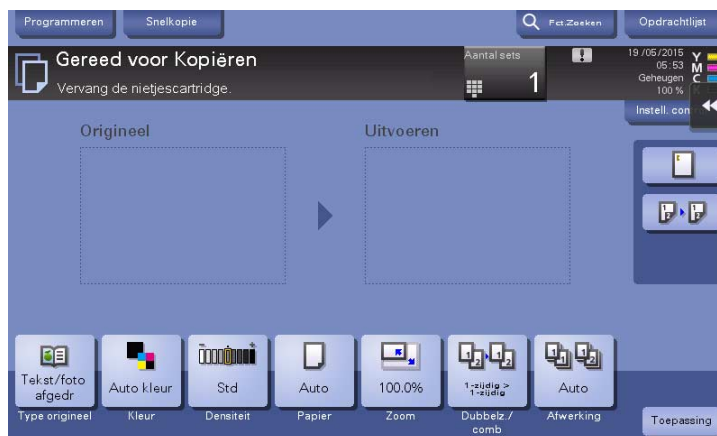 Programmeren
Snelkopie
Fct.Zoeken
Opdrachtlijst
Gereed voor Kopiëren
Vervang de nietjescartridge.
Aantal sets
1
19/05/2015
05:53
Geheugen
100 %
Y
M
C
K
Instell. con
Origineel
Uitvoeren
Tekst/foto
afgedr
Auto kleur
Std
Auto
100.0%
1-zijdig >
1-zijdig
Auto
Type origineel
Kleur
Densiteit
Papier
Zoom
Dubbelz./
comb
Afwerking
Toepassing